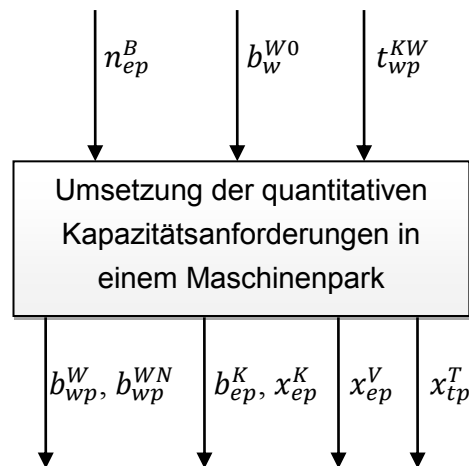 n_{ep}^{B} b_{w}^{W0} t_{wp}^{KW}
Umsetzung der quantitativen
Kapazitätsanforderungen in
einem Maschinenpark
b_{wp}^{W}, b_{wp}^{WN} b_{ep}^{K}, x_{ep}^{K} x_{ep}^{V} x_{tp}^{T}